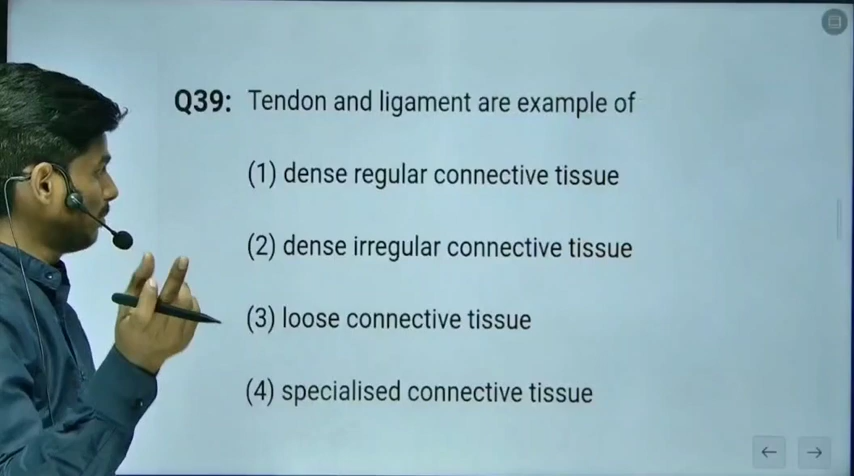 Q39: Tendon and ligament are example of
(1) dense regular connective tissue
(2) dense irregular connective tissue
(3) loose connective tissue
(4) specialised connective tissue